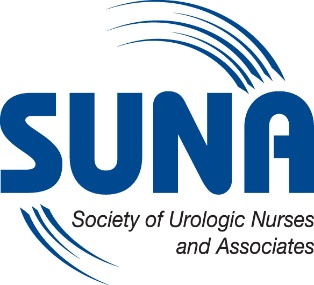 SUNA
Society of Urologic Nurses
and Associates